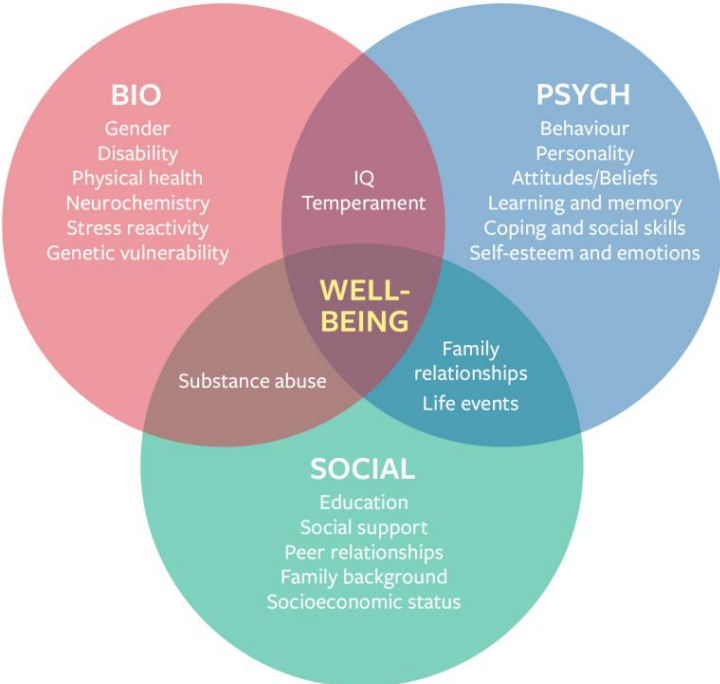 BIO
Gender
Disability
Physical health
Neurochemistry
Stress reactivity
Genetic vulnerability
PSYCH
Behaviour
Personality
Attitudes/Beliefs
Learning and memory
Coping and social skills
Self-esteem and emotions
IQ
Temperament
WELL-
BEING
Substance abuse
Family
relationships
Life events
SOCIAL
Education
Social support
Peer relationships
Family background
Socioeconomic status